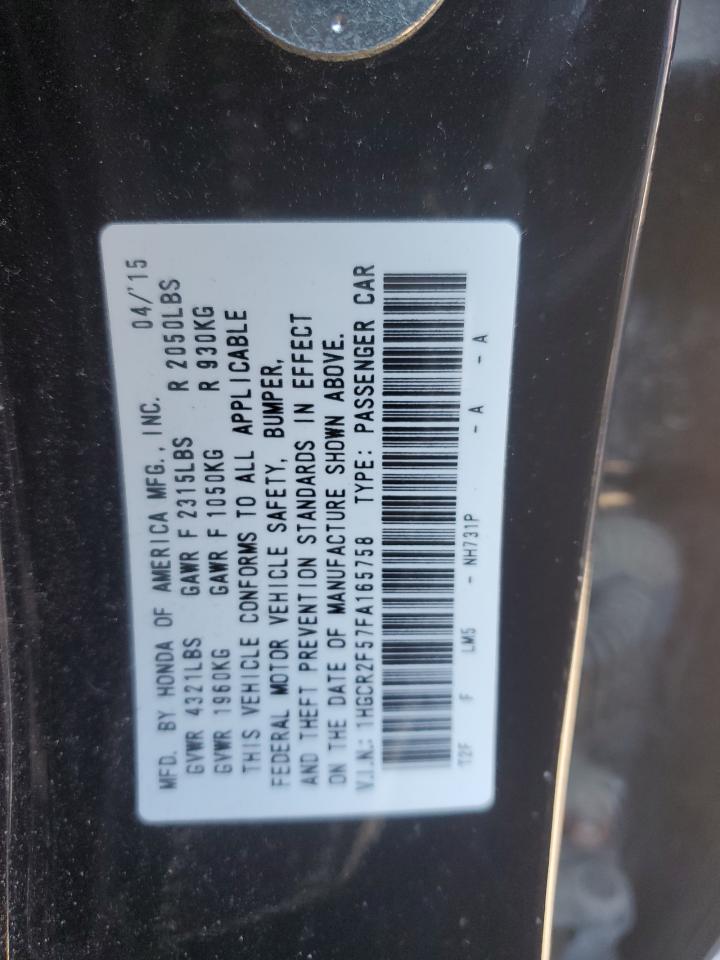 MFD. BY HONDA OF AMERICA MFG., INC. 04/'15
GVWR 4321LBS GAWR F 2315LBS R 2050LBS
GVWR 1960KG GAWR F 1050KG R 930KG
THIS VEHICLE CONFORMS TO ALL APPLICABLE
FEDERAL MOTOR VEHICLE SAFETY, BUMPER,
AND THEFT PREVENTION STANDARDS IN EFFECT
ON THE DATE OF MANUFACTURE SHOWN ABOVE.
V.I.N.: 1HGCR2F57FA165758 TYPE: PASSENGER CAR
T2F F LM5 - NH731P - A - A